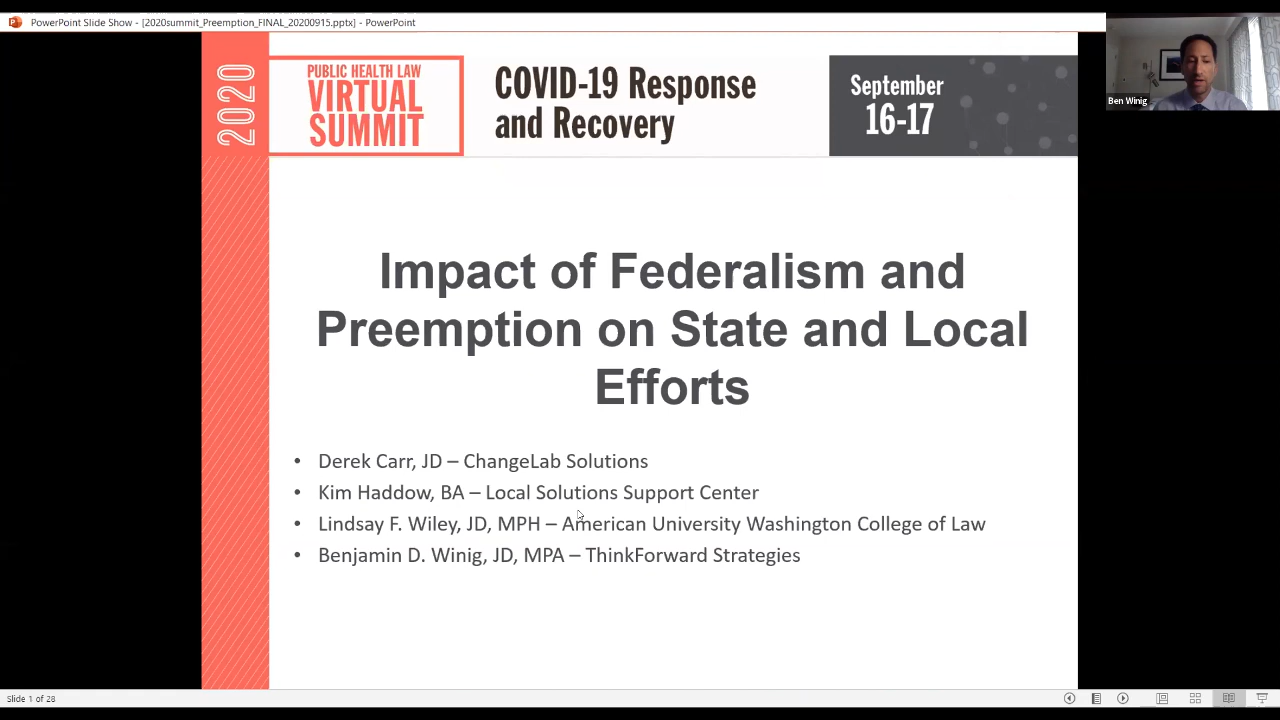 PowerPoint Slide Show - [2020summit_Preemption_FINAL_20200915.pptx] - PowerPoint
Ben Winig
2020
PUBLIC HEALTH LAW
VIRTUAL
SUMMIT
COVID-19 Response
and Recovery
September
16-17
Impact of Federalism and
Preemption on State and Local
Efforts
• Derek Carr, JD – ChangeLab Solutions
• Kim Haddow, BA – Local Solutions Support Center
• Lindsay F. Wiley, JD, MPH – American University Washington College of Law
• Benjamin D. Winig, JD, MPA – ThinkForward Strategies
Slide 1 of 28